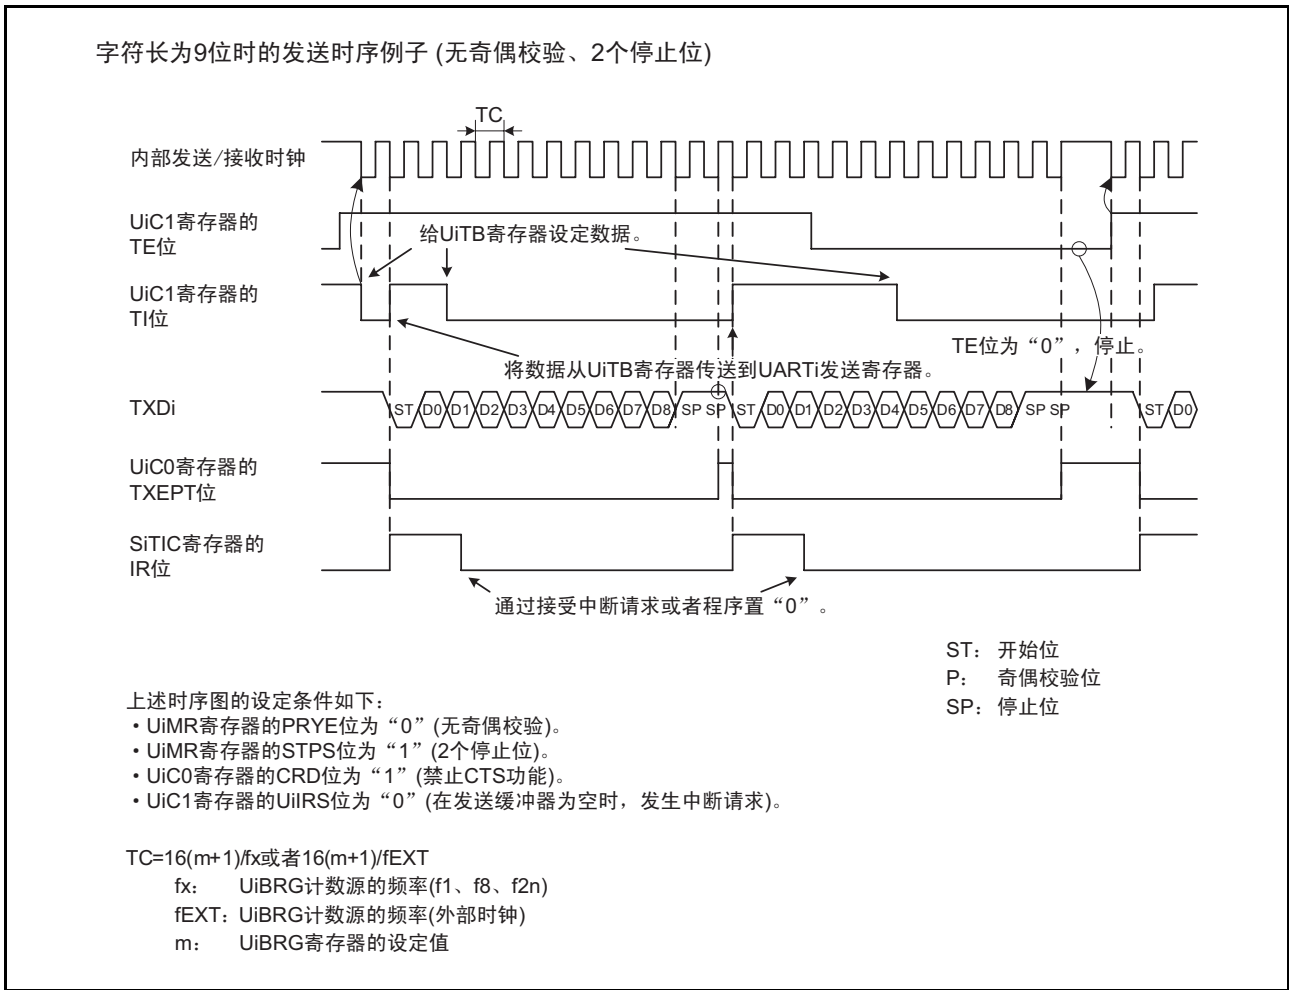 字符长为9位时的发送时序例子 (无奇偶校验、2个停止位)
TC
内部发送/接收时钟
UiC1寄存器的
TE位
给UiTB寄存器设定数据。
UiC1寄存器的
TI位
TE位为“0”，停止。
将数据从UiTB寄存器传送到UARTi发送寄存器。
TXDi
ST D0 D1 D2 D3 D4 D5 D6 D7 D8 SP SP ST D0 D1 D2 D3 D4 D5 D6 D7 D8 SP SP ST D0
UiC0寄存器的
TXEPT位
SiTIC寄存器的
IR位
通过接受中断请求或者程序置“0”。
ST： 开始位
P： 奇偶校验位
SP： 停止位
上述时序图的设定条件如下：
・UiMR寄存器的PRYE位为“0”(无奇偶校验)。
・UiMR寄存器的STPS位为“1”(2个停止位)。
・UiC0寄存器的CRD位为“1”(禁止CTS功能)。
・UiC1寄存器的UiIRS位为“0”(在发送缓冲器为空时，发生中断请求)。
TC=16(m+1)/fx或者16(m+1)/fEXT
fx： UiBRG计数源的频率(f1、f8、f2n)
fEXT： UiBRG计数源的频率(外部时钟)
m： UiBRG寄存器的设定值